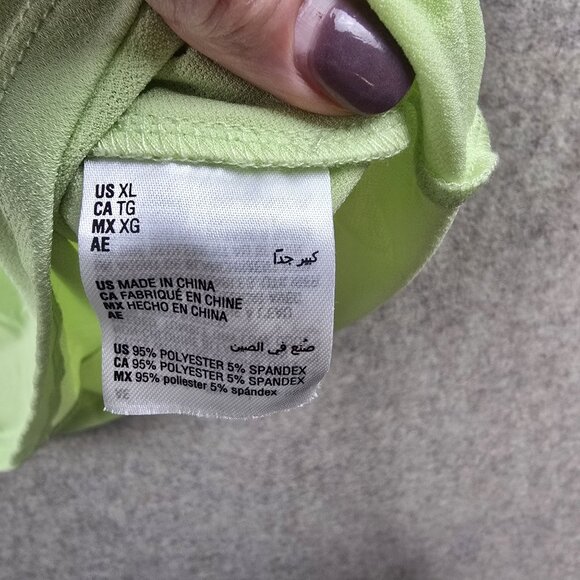 US XL
CA TG
MX XG
AE
كبير جدًا
US MADE IN CHINA
CA FABRIQUÉ EN CHINE
MX HECHO EN CHINA
AE
صُنع في الصين
US 95% POLYESTER 5% SPANDEX
CA 95% POLYESTER 5% SPANDEX
MX 95% poliester 5% spándex